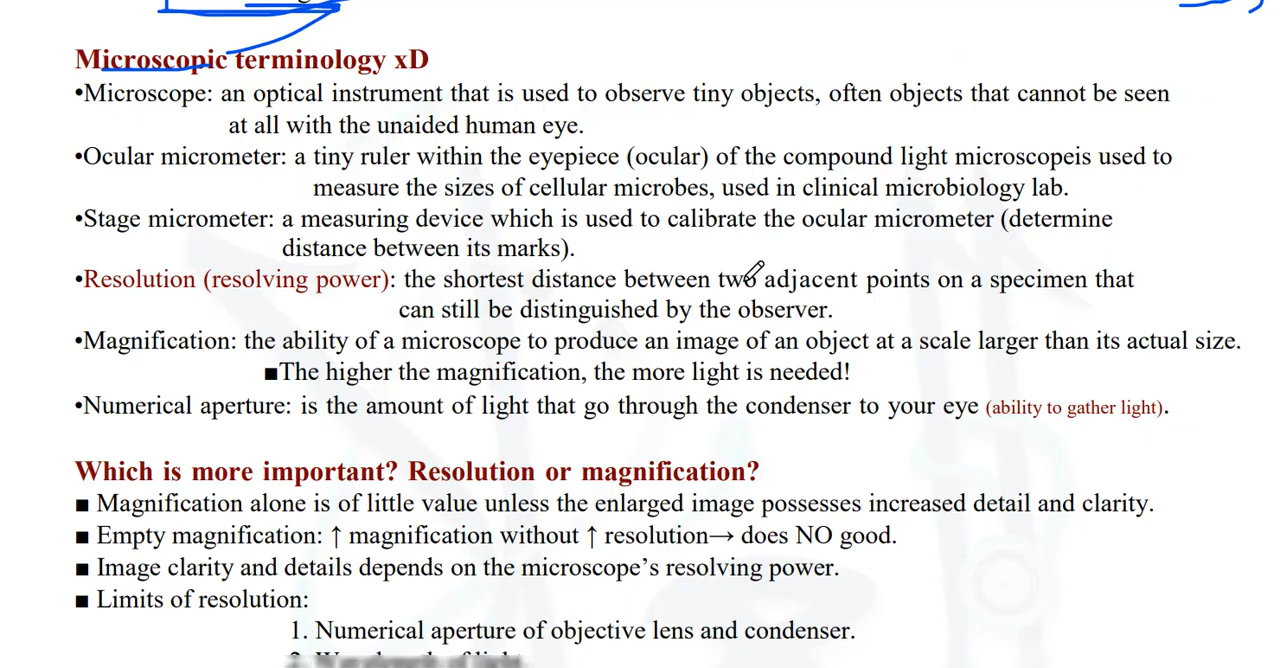 Microscopic terminology xD
•Microscope: an optical instrument that is used to observe tiny objects, often objects that cannot be seen
at all with the unaided human eye.
•Ocular micrometer: a tiny ruler within the eyepiece (ocular) of the compound light microscopeis used to
measure the sizes of cellular microbes, used in clinical microbiology lab.
•Stage micrometer: a measuring device which is used to calibrate the ocular micrometer (determine
distance between its marks).
•Resolution (resolving power): the shortest distance between two adjacent points on a specimen that
can still be distinguished by the observer.
•Magnification: the ability of a microscope to produce an image of an object at a scale larger than its actual size.
■The higher the magnification, the more light is needed!
•Numerical aperture: is the amount of light that go through the condenser to your eye (ability to gather light).
Which is more important? Resolution or magnification?
■ Magnification alone is of little value unless the enlarged image possesses increased detail and clarity.
■ Empty magnification: ↑ magnification without ↑ resolution→ does NO good.
■ Image clarity and details depends on the microscope's resolving power.
■ Limits of resolution:
1. Numerical aperture of objective lens and condenser.